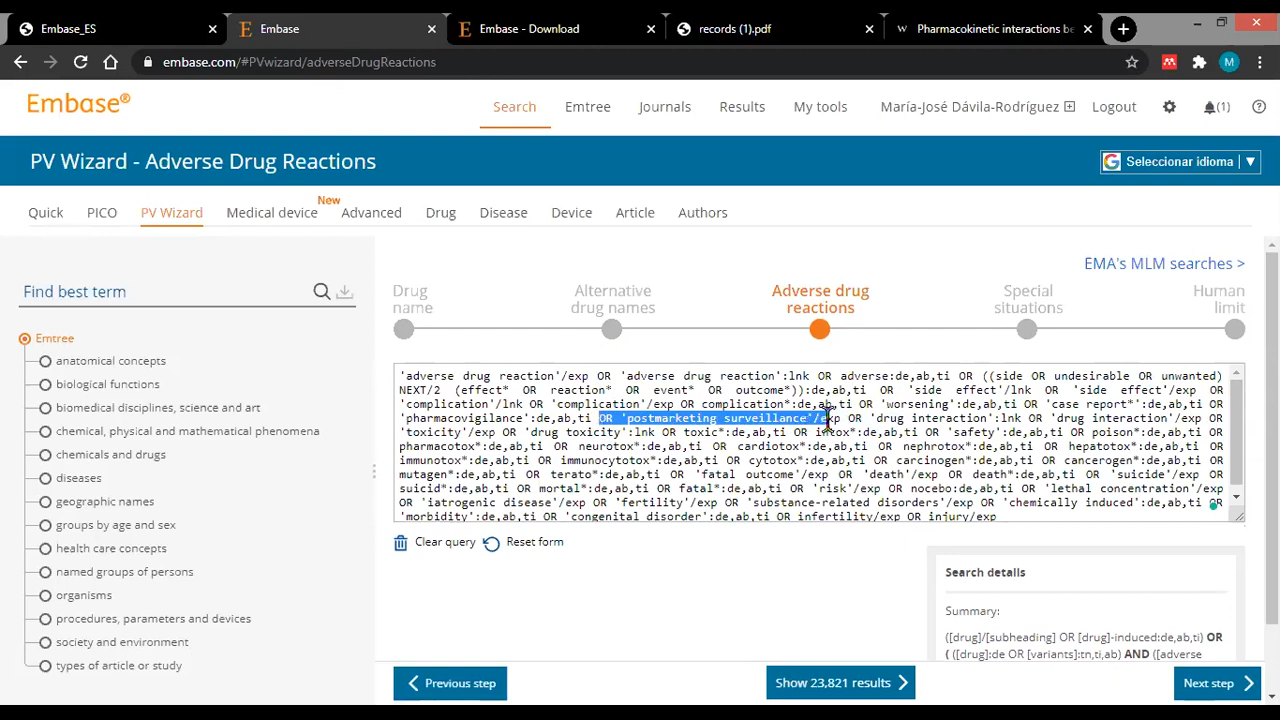 Embase_ES
Embase
Embase - Download
records (1).pdf
Pharmacokinetic interactions be
embase.com/#PVwizard/adverseDrugReactions
M
Embase®
Search
Emtree
Journals
Results
My tools
María-José Dávila-Rodríguez
Logout
(1)
PV Wizard - Adverse Drug Reactions
Seleccionar idioma
New
Quick
PICO
PV Wizard
Medical device
Advanced
Drug
Disease
Device
Article
Authors
Find best term
Emtree
anatomical concepts
biological functions
biomedical disciplines, science and art
chemical, physical and mathematical phenomena
chemicals and drugs
diseases
geographic names
groups by age and sex
health care concepts
named groups of persons
organisms
procedures, parameters and devices
society and environment
types of article or study
EMA's MLM searches >
Drug
name
Alternative
drug names
Adverse drug
reactions
Special
situations
Human
limit
'adverse drug reaction'/exp OR 'adverse drug reaction':lnk OR adverse:de,ab,ti OR ((side OR undesirable OR unwanted)
NEXT/2 (effect* OR reaction* OR event* OR outcome*)):de,ab,ti OR 'side effect'/lnk OR 'side effect'/exp OR
'complication'/lnk OR 'complication'/exp OR complication*:de,ab,ti OR 'worsening':de,ab,ti OR 'case report*':de,ab,ti OR
'pharmacovigilance':de,ab,ti OR 'postmarketing surveillance'/exp OR 'drug interaction':lnk OR 'drug interaction'/exp OR
'toxicity'/exp OR 'drug toxicity':lnk OR toxic*:de,ab,ti OR intox*:de,ab,ti OR 'safety':de,ab,ti OR poison*:de,ab,ti OR
pharmacotox*:de,ab,ti OR neurotox*:de,ab,ti OR cardiotox*:de,ab,ti OR nephrotox*:de,ab,ti OR hepatotox*:de,ab,ti OR
immunotox*:de,ab,ti OR immunocytotox*:de,ab,ti OR cytotox*:de,ab,ti OR carcinogen*:de,ab,ti OR cancerogen*:de,ab,ti OR
mutagen*:de,ab,ti OR terato*:de,ab,ti OR 'fatal outcome'/exp OR 'death'/exp OR death*:de,ab,ti OR 'suicide'/exp OR
suicid*:de,ab,ti OR mortal*:de,ab,ti OR fatal*:de,ab,ti OR 'risk'/exp OR nocebo:de,ab,ti OR 'lethal concentration'/exp
OR 'iatrogenic disease'/exp OR 'fertility'/exp OR 'substance-related disorders'/exp OR 'chemically induced':de,ab,ti OR
'morbidity':de,ab,ti OR 'congenital disorder':de,ab,ti OR infertility/exp OR injury/exp
Clear query
Reset form
Search details
Summary:
([drug]/[subheading] OR [drug]-induced:de,ab,ti) OR
( ([drug]:de OR [variants]:tn,ti,ab) AND ([adverse
Previous step
Show 23,821 results
Next step